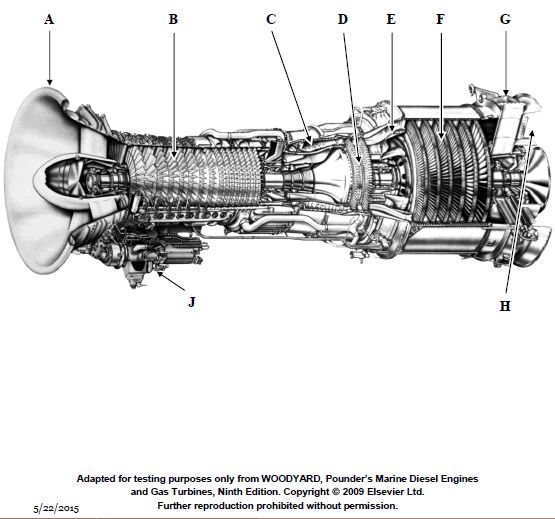 A B C D E F G
H
J
Adapted for testing purposes only from WOODYARD, Pounder's Marine Diesel Engines
and Gas Turbines, Ninth Edition. Copyright © 2009 Elsevier Ltd.
5/22/2015 Further reproduction prohibited without permission.